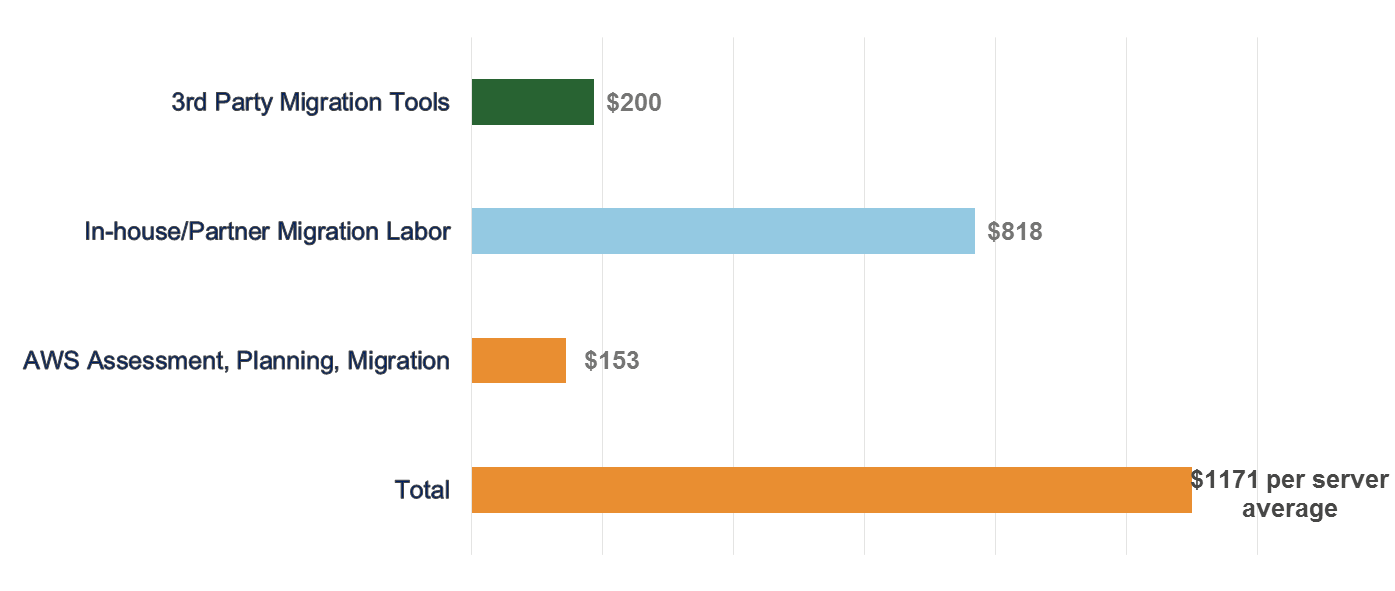 3rd Party Migration Tools
$200
In-house/Partner Migration Labor
$818
AWS Assessment, Planning, Migration
$153
Total
$1171 per server
average